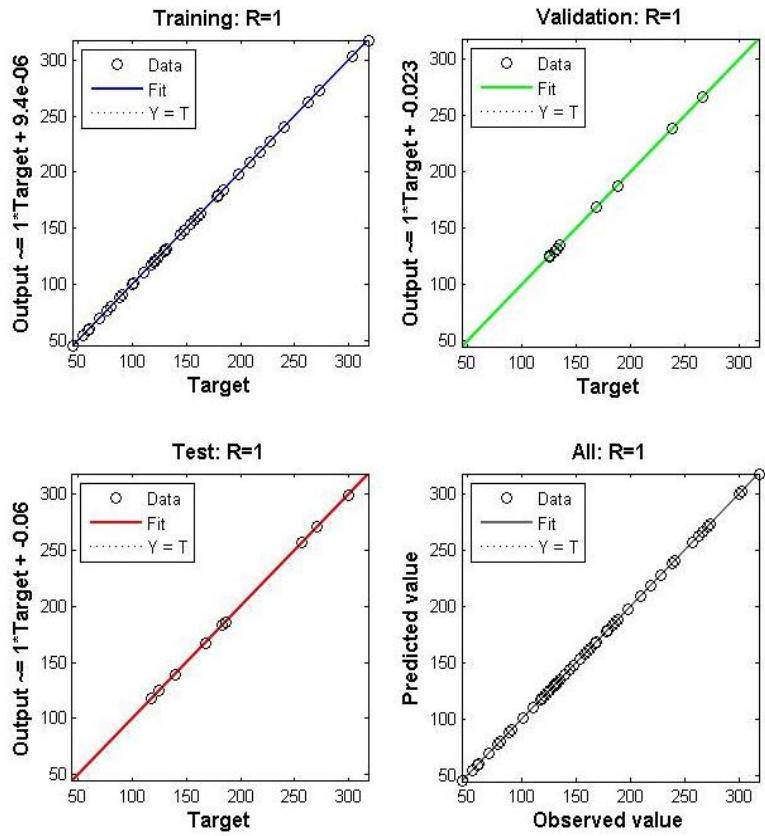 Training: R=1
Output ~= 1*Target + 9.4e-06
300
250
200
150
100
50
Data
Fit
Y = T
50 100 150 200 250 300
Target
Validation: R=1
Output ~= 1*Target + -0.023
300
250
200
150
100
50
Data
Fit
Y = T
50 100 150 200 250 300
Target
Test: R=1
Output ~= 1*Target + -0.06
300
250
200
150
100
50
Data
Fit
Y = T
50 100 150 200 250 300
Target
All: R=1
Predicted value
300
250
200
150
100
50
Data
Fit
Y = T
50 100 150 200 250 300
Observed value